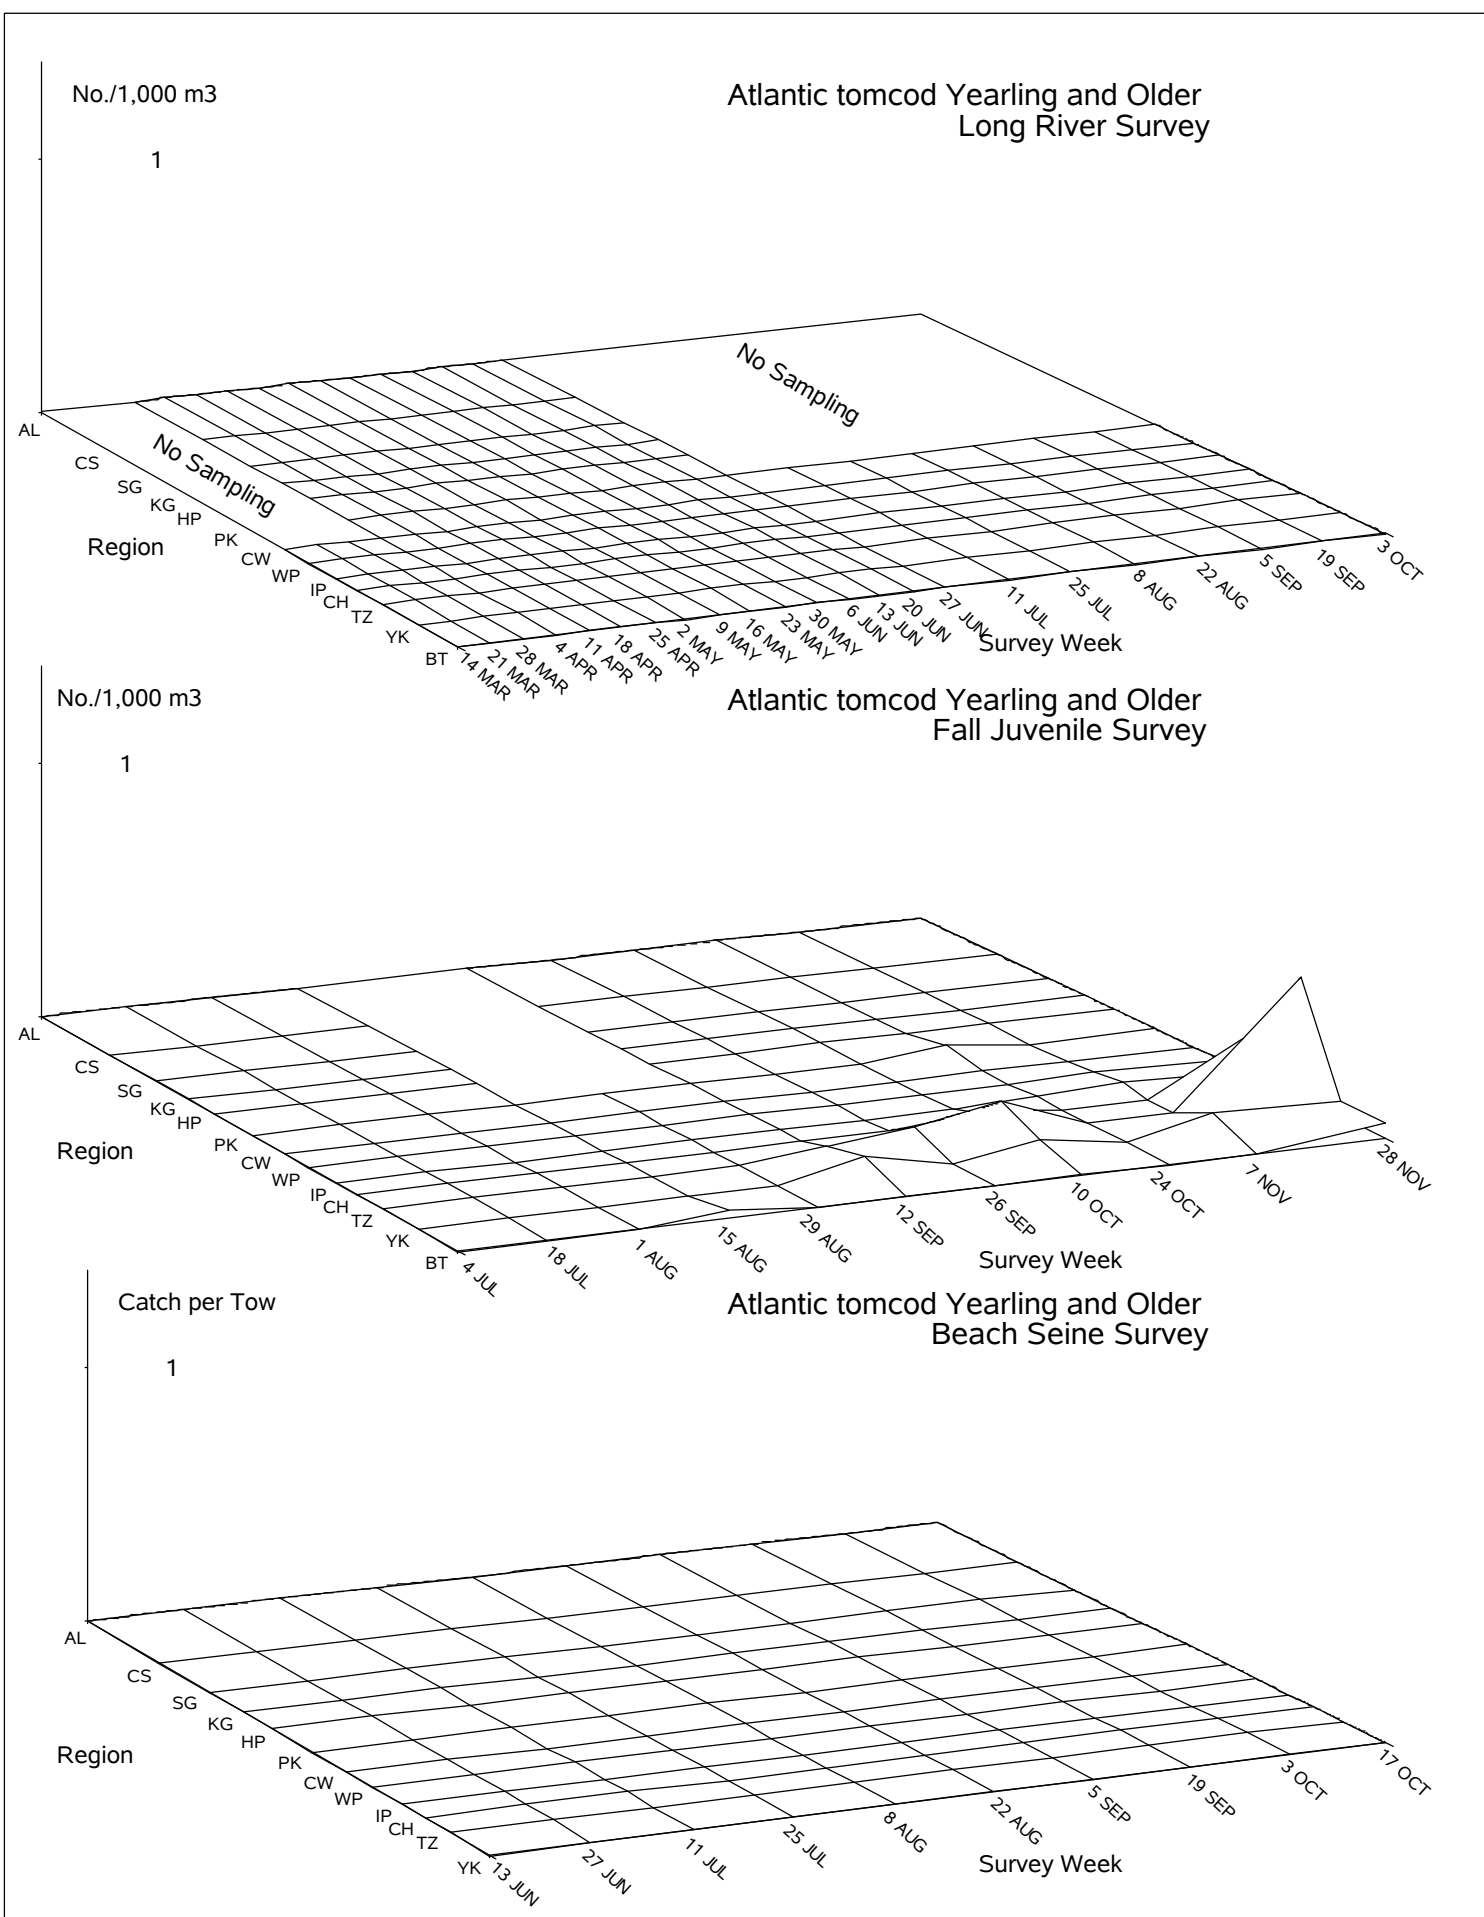 No./1,000 m3
1
Atlantic tomcod Yearling and Older
Long River Survey
No Sampling
No Sampling
AL
CS
SG
KG
HP
PK
CW
WP
IP
CH
TZ
YK
BT
Region
14 MAR
21 MAR
28 MAR
4 APR
11 APR
18 APR
25 APR
2 MAY
9 MAY
16 MAY
23 MAY
30 MAY
6 JUN
13 JUN
20 JUN
27 JUN
11 JUL
25 JUL
8 AUG
22 AUG
5 SEP
19 SEP
3 OCT
Survey Week
No./1,000 m3
1
Atlantic tomcod Yearling and Older
Fall Juvenile Survey
AL
CS
SG
KG
HP
PK
CW
WP
IP
CH
TZ
YK
BT
Region
4 JUL
18 JUL
1 AUG
15 AUG
29 AUG
12 SEP
26 SEP
10 OCT
24 OCT
7 NOV
28 NOV
Survey Week
Catch per Tow
1
Atlantic tomcod Yearling and Older
Beach Seine Survey
AL
CS
SG
KG
HP
PK
CW
WP
IP
CH
TZ
YK
Region
13 JUN
27 JUN
11 JUL
25 JUL
8 AUG
22 AUG
5 SEP
19 SEP
3 OCT
17 OCT
Survey Week